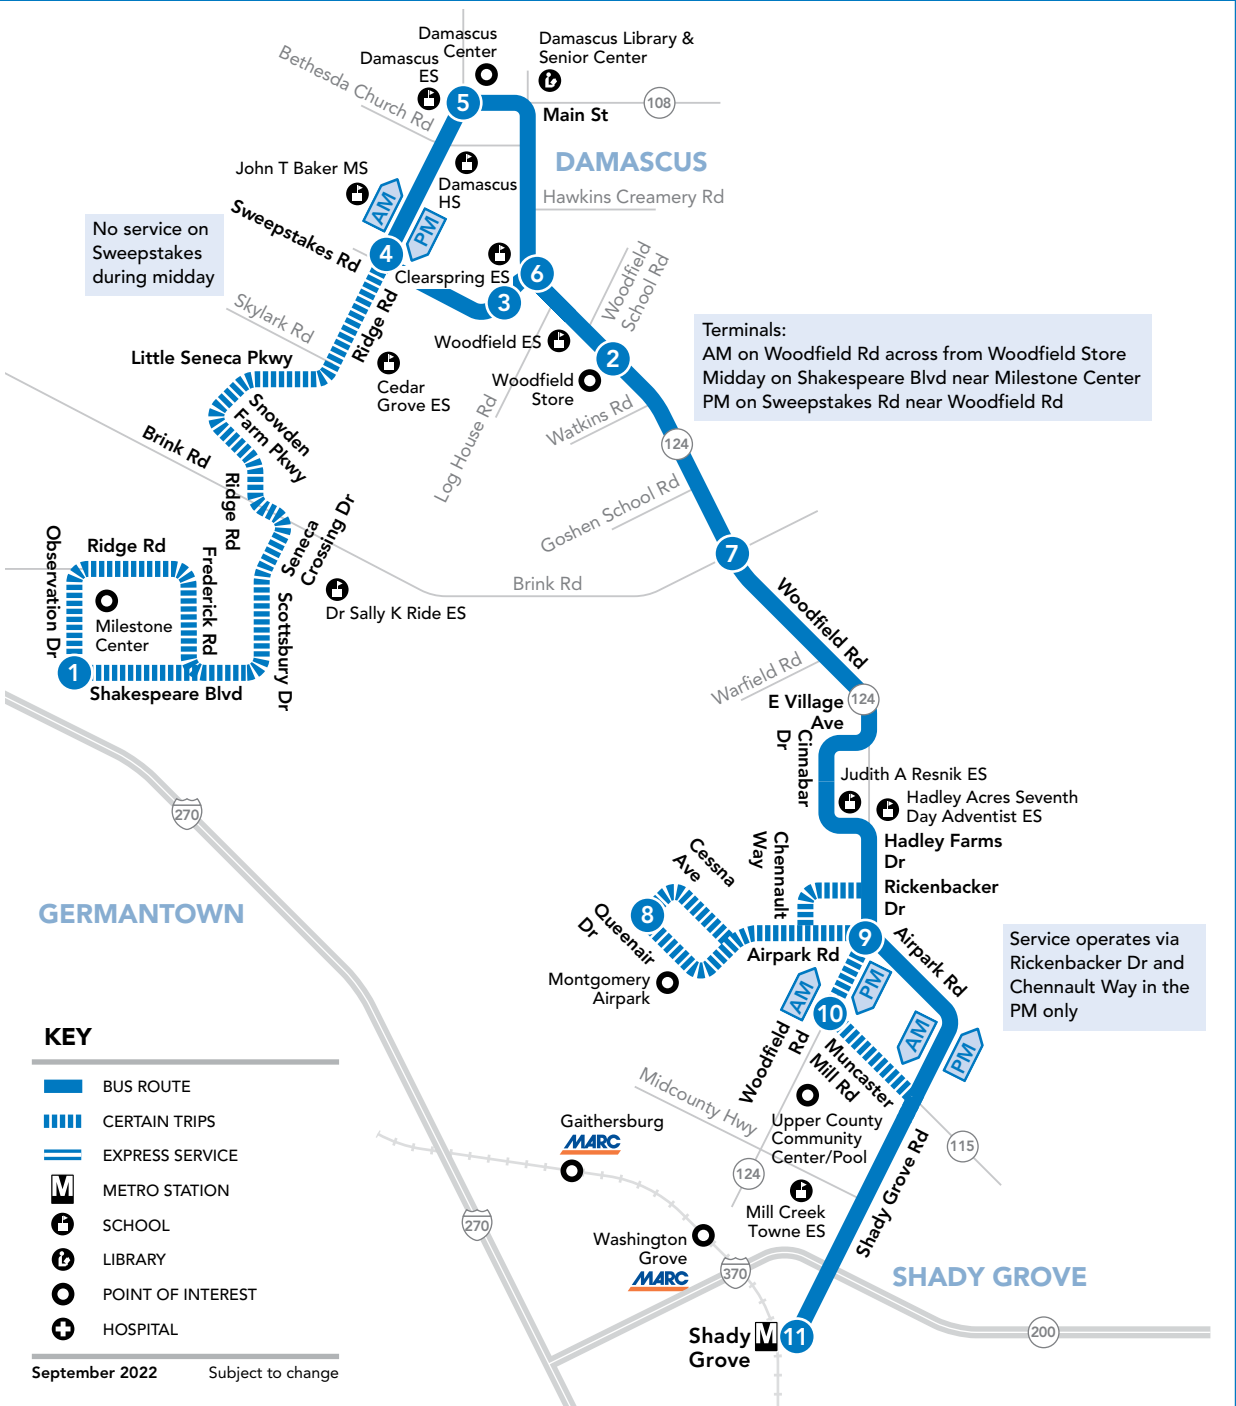 Damascus
Center
Damascus Library &
Senior Center
Damascus
ES
Bethesda Church Rd
5
108
Main St
DAMASCUS
John T Baker MS
Damascus
HS
AM
PM
Hawkins Creamery Rd
Sweepstakes Rd
No service on
Sweepstakes
during midday
4
Clearspring ES
6
3
Woodfield
School Rd
Skylark Rd
Ridge Rd
Woodfield ES
2
Terminals:
AM on Woodfield Rd across from Woodfield Store
Midday on Shakespeare Blvd near Milestone Center
PM on Sweepstakes Rd near Woodfield Rd
Little Seneca Pkwy
Cedar
Grove ES
Woodfield
Store
Snowden
Farm Pkwy
Watkins Rd
Log House Rd
124
Brink Rd
Ridge Rd
Goshen School Rd
Seneca
Crossing Dr
7
Observation Dr
Ridge Rd
Frederick Rd
Brink Rd
Dr Sally K Ride ES
Scottsbury Dr
Milestone
Center
Woodfield Rd
1
Shakespeare Blvd
Warfield Rd
E Village
Ave
124
Cinnabar
Dr
Judith A Resnik ES
Hadley Acres Seventh
Day Adventist ES
270
Hadley Farms
Dr
Chennault
Way
Cessna
Ave
Rickenbacker
Dr
GERMANTOWN
8
Queenair
Dr
9
Airpark Rd
Airpark Rd
Service operates via
Rickenbacker Dr and
Chennault Way in the
PM only
Montgomery
Airpark
AM
PM
10
AM
PM
Woodfield
Rd
Muncaster
Mill Rd
Midcounty Hwy
Upper County
Community
Center/Pool
115
Gaithersburg
MARC
124
Shady Grove Rd
Mill Creek
Towne ES
270
Washington
Grove
MARC
370
SHADY GROVE
Shady
Grove
M
11
200
KEY
BUS ROUTE
CERTAIN TRIPS
EXPRESS SERVICE
M
METRO STATION
SCHOOL
LIBRARY
POINT OF INTEREST
HOSPITAL
September 2022
Subject to change